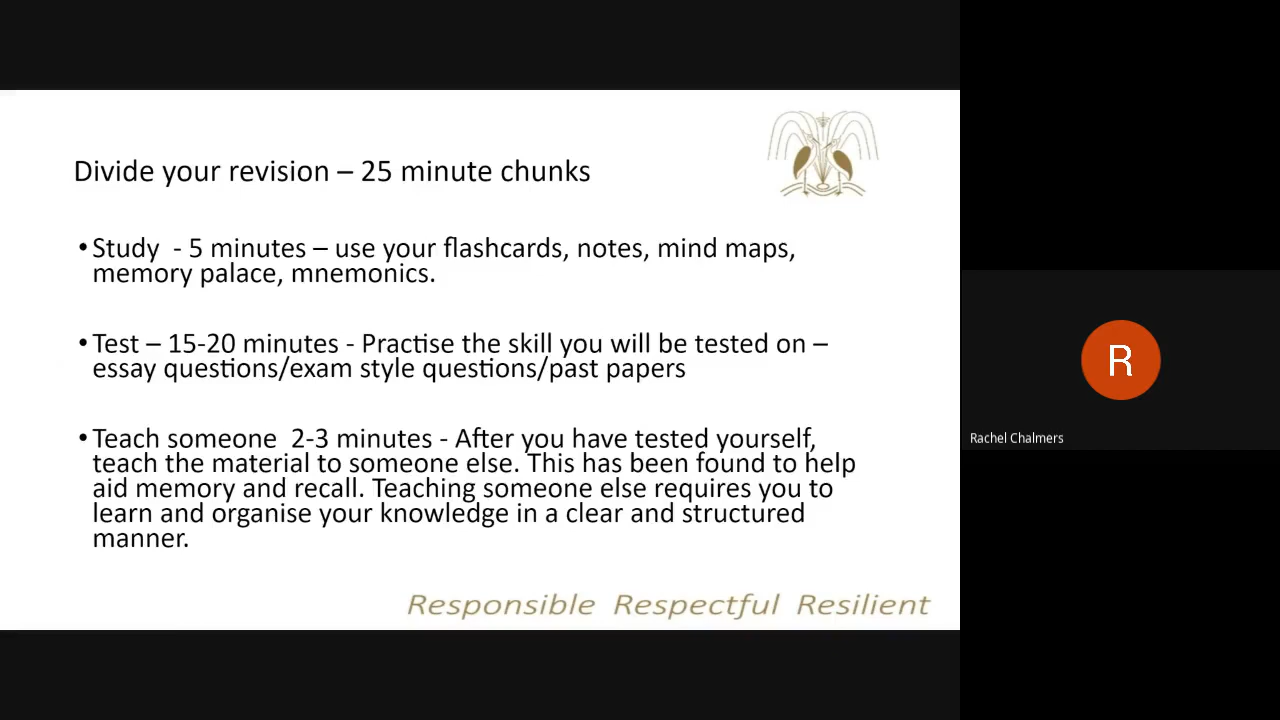 Divide your revision – 25 minute chunks
•Study  - 5 minutes – use your flashcards, notes, mind maps,
memory palace, mnemonics.
•Test – 15-20 minutes - Practise the skill you will be tested on –
essay questions/exam style questions/past papers
•Teach someone  2-3 minutes - After you have tested yourself,
teach the material to someone else. This has been found to help
aid memory and recall. Teaching someone else requires you to
learn and organise your knowledge in a clear and structured
manner.
Responsible Respectful Resilient
R
Rachel Chalmers